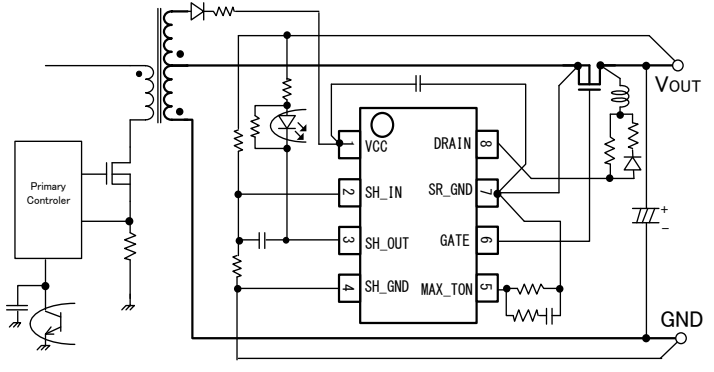 VOUT
1 VCC DRAIN 8
2 SH_IN SR_GND 7
Primary
Controler
3 SH_OUT GATE 6
4 SH_GND MAX_TON 5
+
−
GND